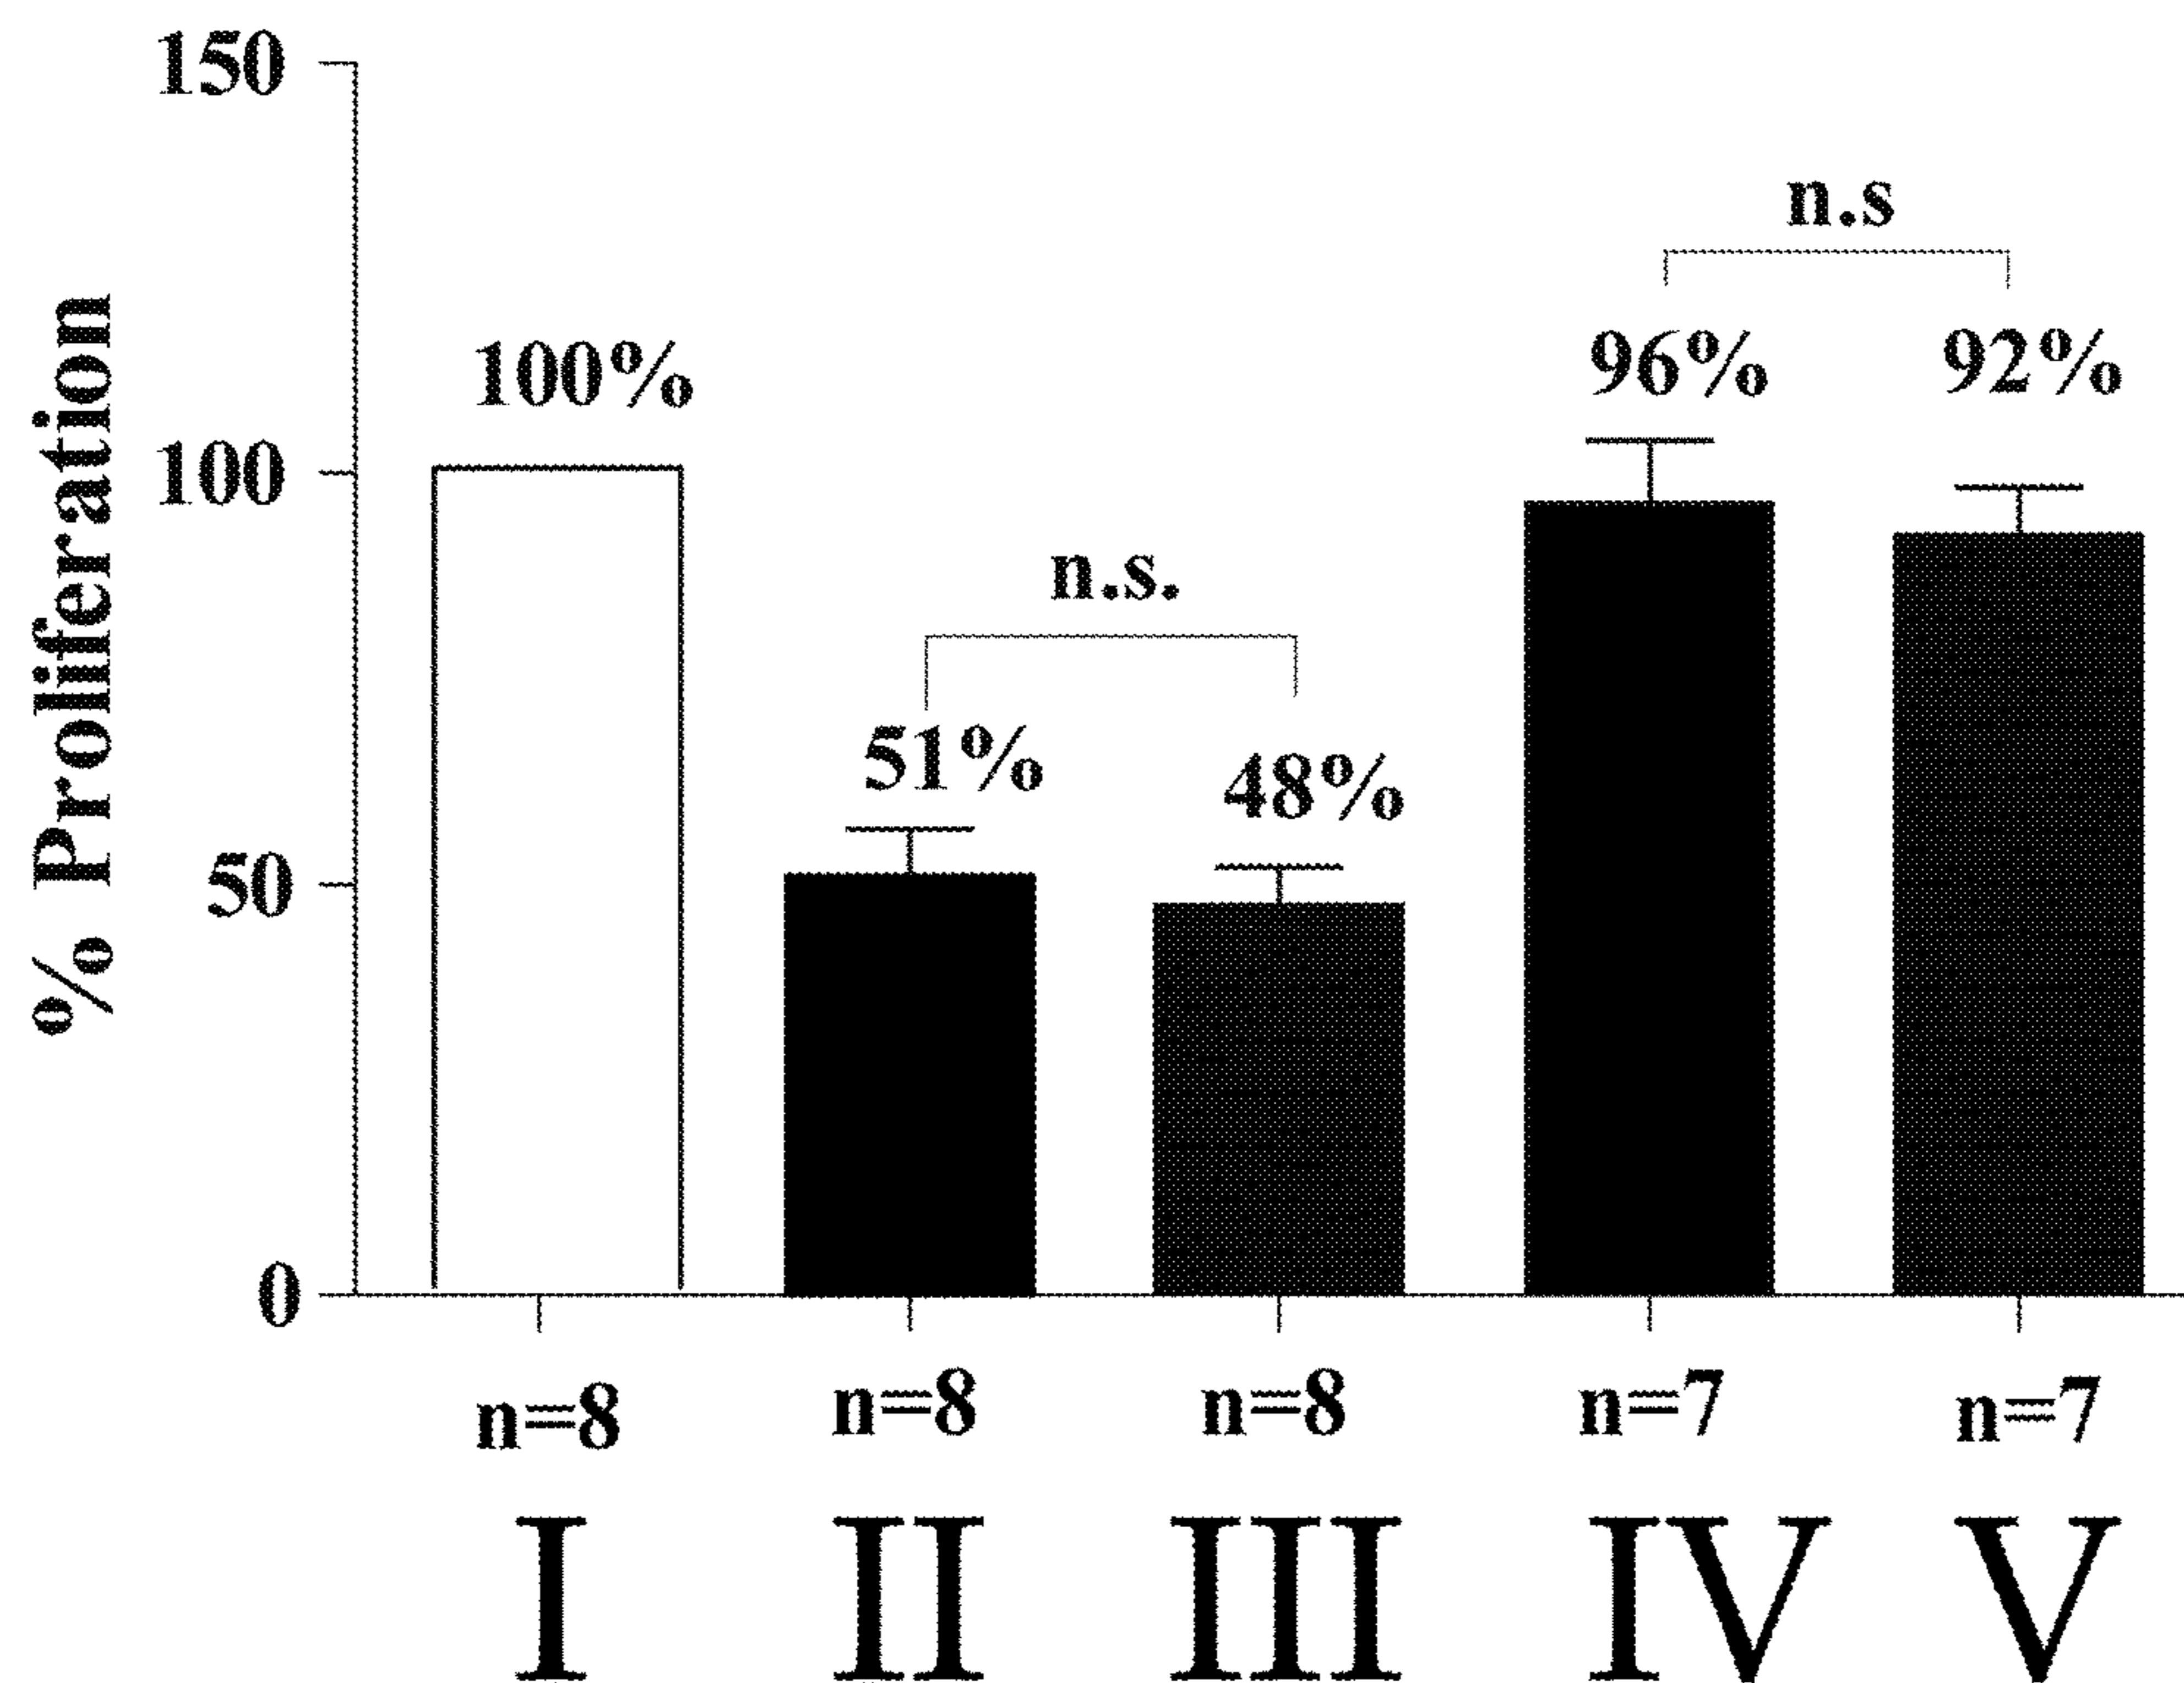 % Proliferation
150
100
50
0
100%
51%
48%
96%
92%
n.s.
n.s
n=8 n=8 n=8 n=7 n=7
I II III IV V